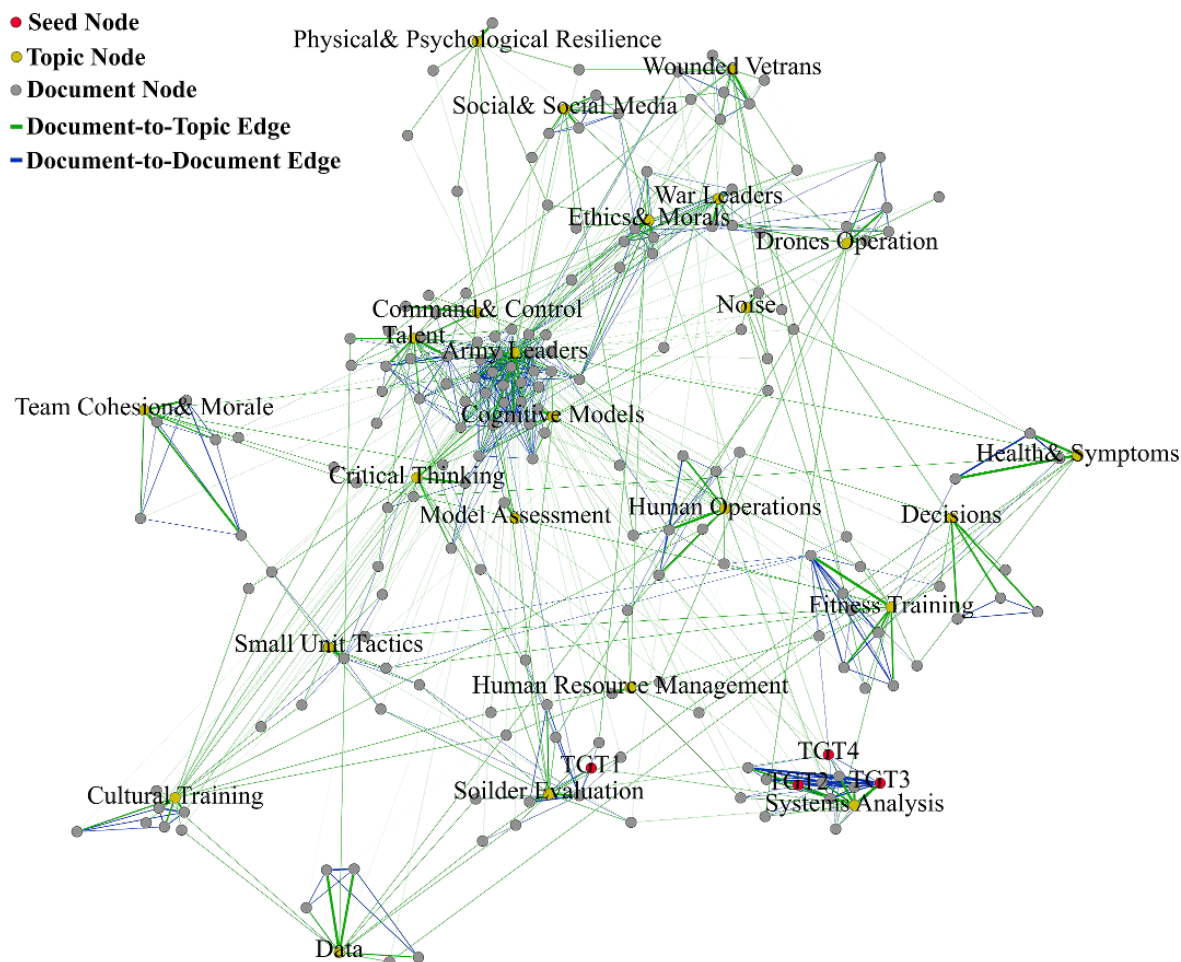 Seed Node
Topic Node
Document Node
Document-to-Topic Edge
Document-to-Document Edge
Physical& Psychological Resilience
Wounded Vetrans
Social& Social Media
War Leaders
Ethics& Morals
Drones Operation
Command& Control
Noise
Talent
Army Leaders
Team Cohesion& Morale
Cognitive Models
Critical Thinking
Health& Symptoms
Model Assessment
Human Operations
Decisions
Fitness Training
Small Unit Tactics
Human Resource Management
TGT4
TGT1
TGT2
TGT3
Cultural Training
Soilder Evaluation
Systems Analysis
Data